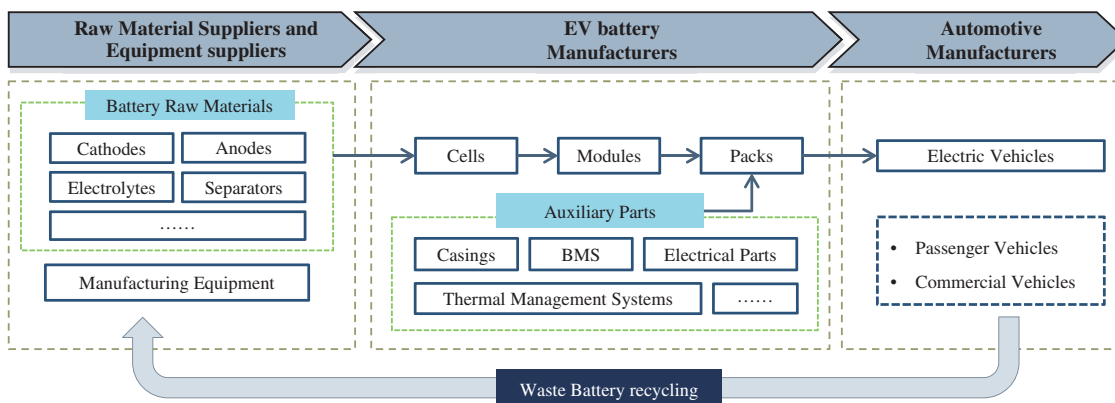 Raw Material Suppliers and
Equipment suppliers
EV battery
Manufacturers
Automotive
Manufacturers
Battery Raw Materials
Cathodes
Anodes
Electrolytes
Separators
……
Manufacturing Equipment
Cells
Modules
Packs
Auxiliary Parts
Casings
BMS
Electrical Parts
Thermal Management Systems
……
Electric Vehicles
• Passenger Vehicles
• Commercial Vehicles
Waste Battery recycling